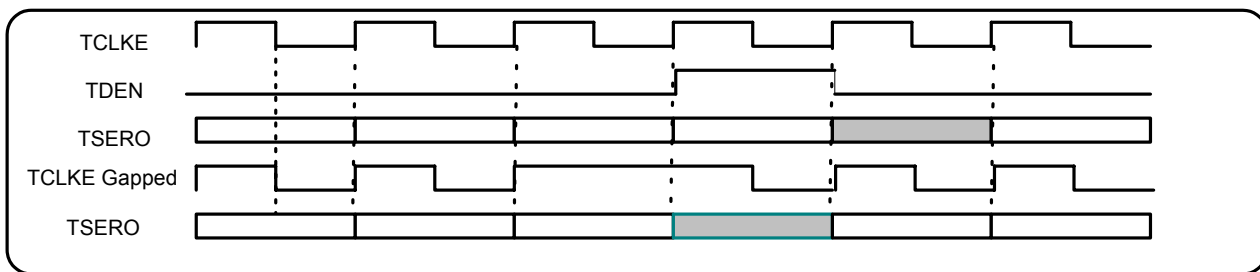 TCLKE
TDEN
TSERO
TCLKE Gapped
TSERO